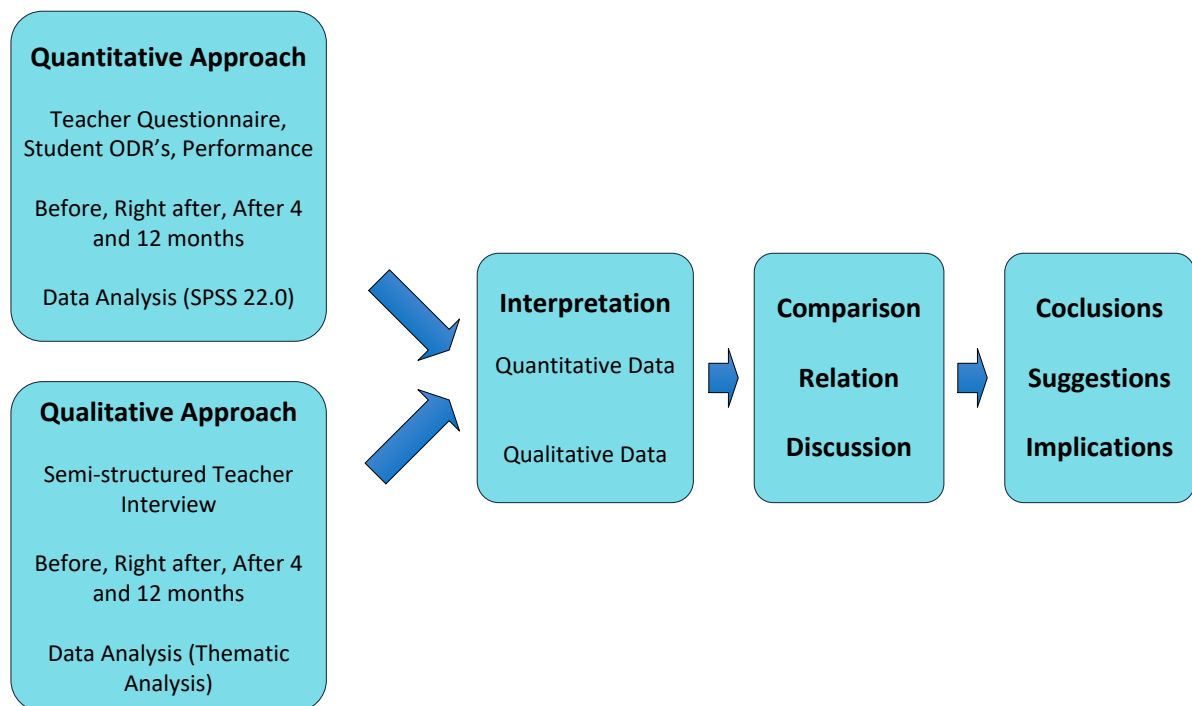 Quantitative Approach
Teacher Questionnaire,
Student ODR’s, Performance
Before, Right after, After 4
and 12 months
Data Analysis (SPSS 22.0)
Qualitative Approach
Semi-structured Teacher
Interview
Before, Right after, After 4
and 12 months
Data Analysis (Thematic
Analysis)
Interpretation
Quantitative Data
Qualitative Data
Comparison
Relation
Discussion
Coclusions
Suggestions
Implications